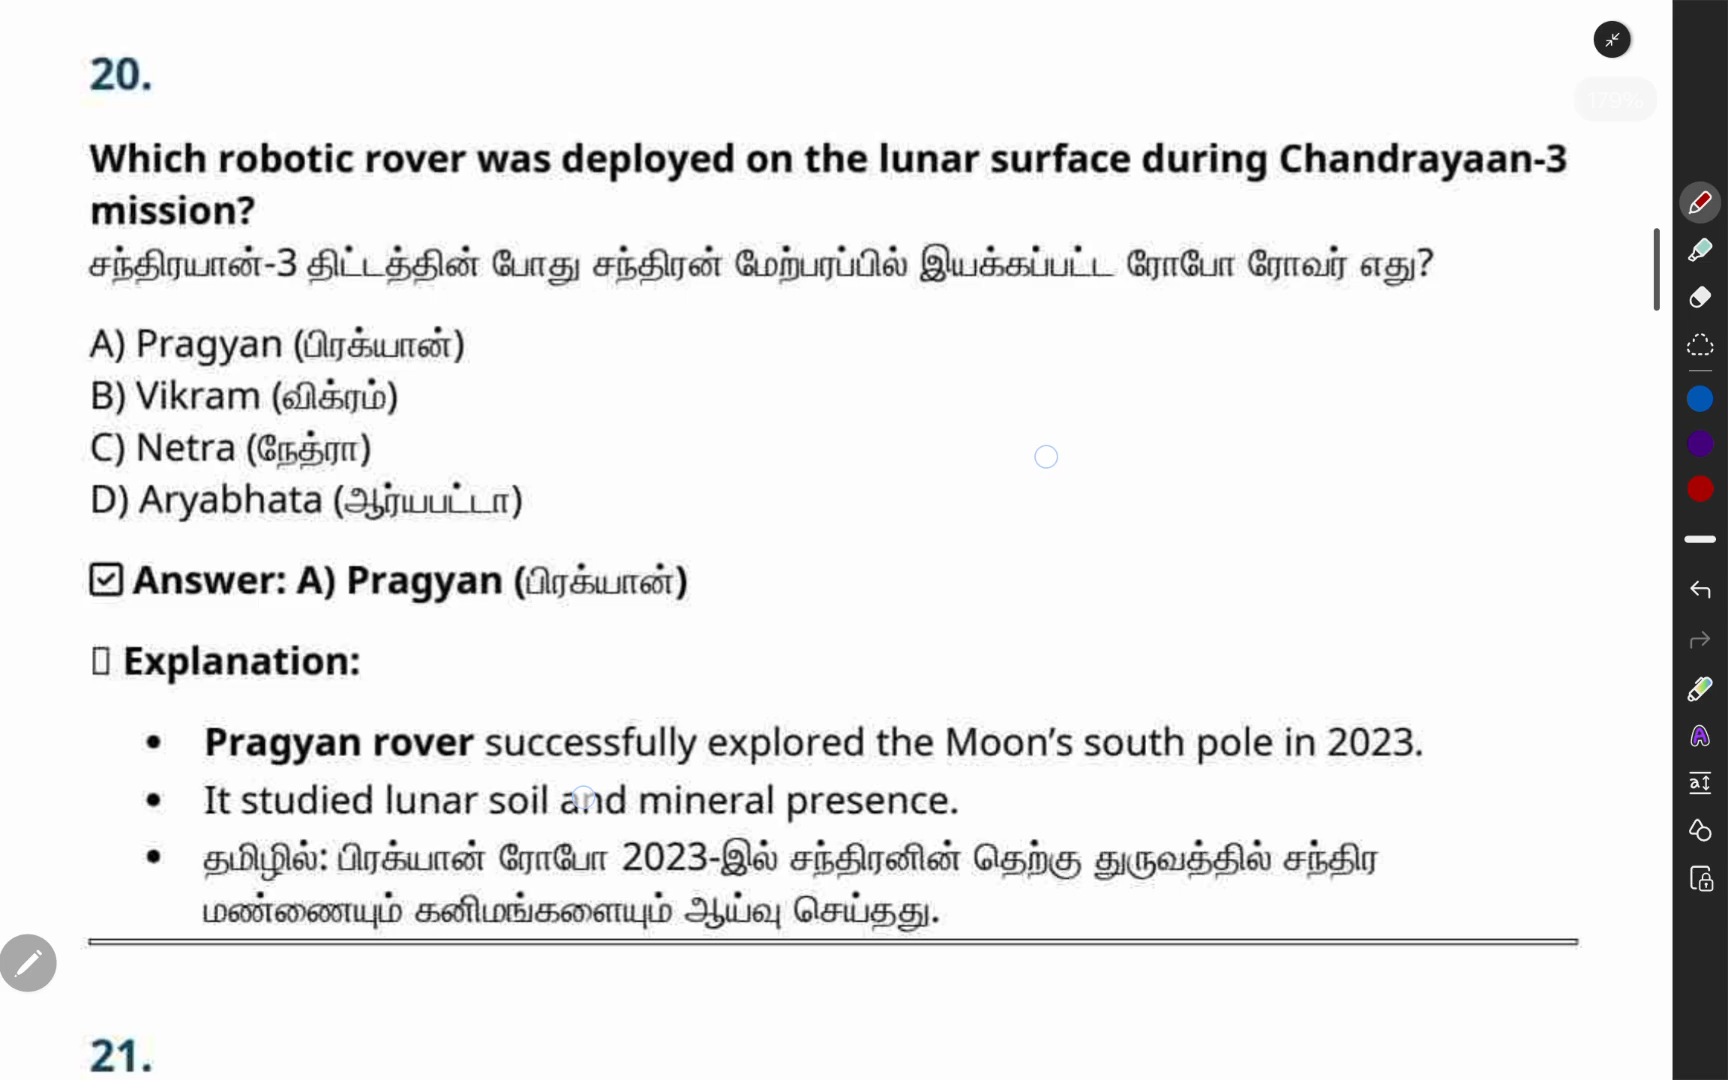 179%
20.
Which robotic rover was deployed on the lunar surface during Chandrayaan-3
mission?
சந்திரயான்-3 திட்டத்தின் போது சந்திரன் மேற்பரப்பில் இயக்கப்பட்ட ரோபோ ரோவர் எது?
A) Pragyan (பிரக்யான்)
B) Vikram (விக்ரம்)
C) Netra (நேத்ரா)
D) Aryabhata (ஆர்யபட்டா)
Answer: A) Pragyan (பிரக்யான்)
Explanation:
• Pragyan rover successfully explored the Moon’s south pole in 2023.
• It studied lunar soil and mineral presence.
• தமிழில்: பிரக்யான் ரோபோ 2023-இல் சந்திரனின் தெற்கு துருவத்தில் சந்திர
மண்ணையும் கனிமங்களையும் ஆய்வு செய்தது.
21.